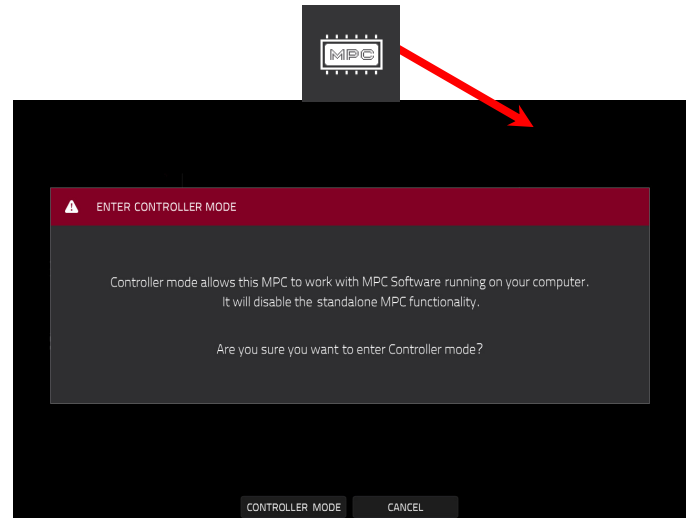 MPC
ENTER CONTROLLER MODE
Controller mode allows this MPC to work with MPC Software running on your computer.
It will disable the standalone MPC functionality.
Are you sure you want to enter Controller mode?
CONTROLLER MODE
CANCEL